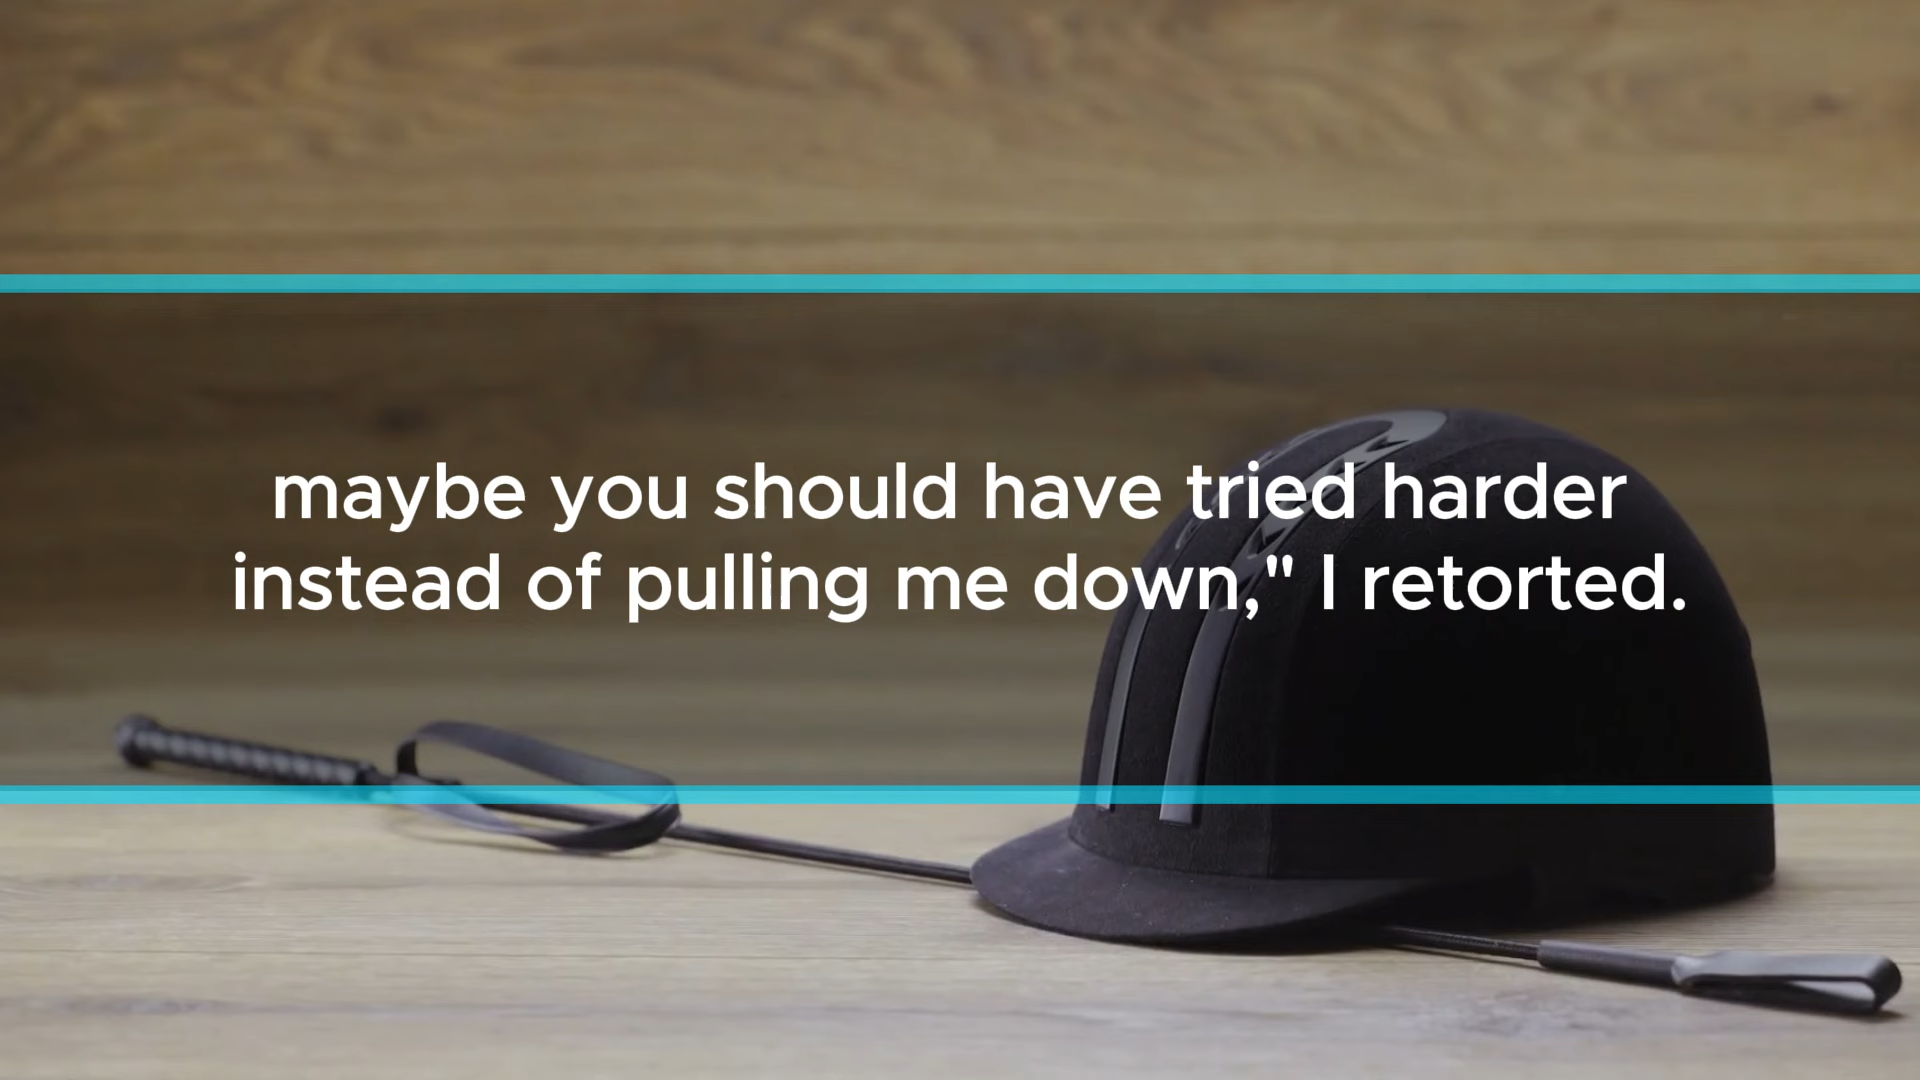 maybe you should have tried harder
instead of pulling me down," I retorted.